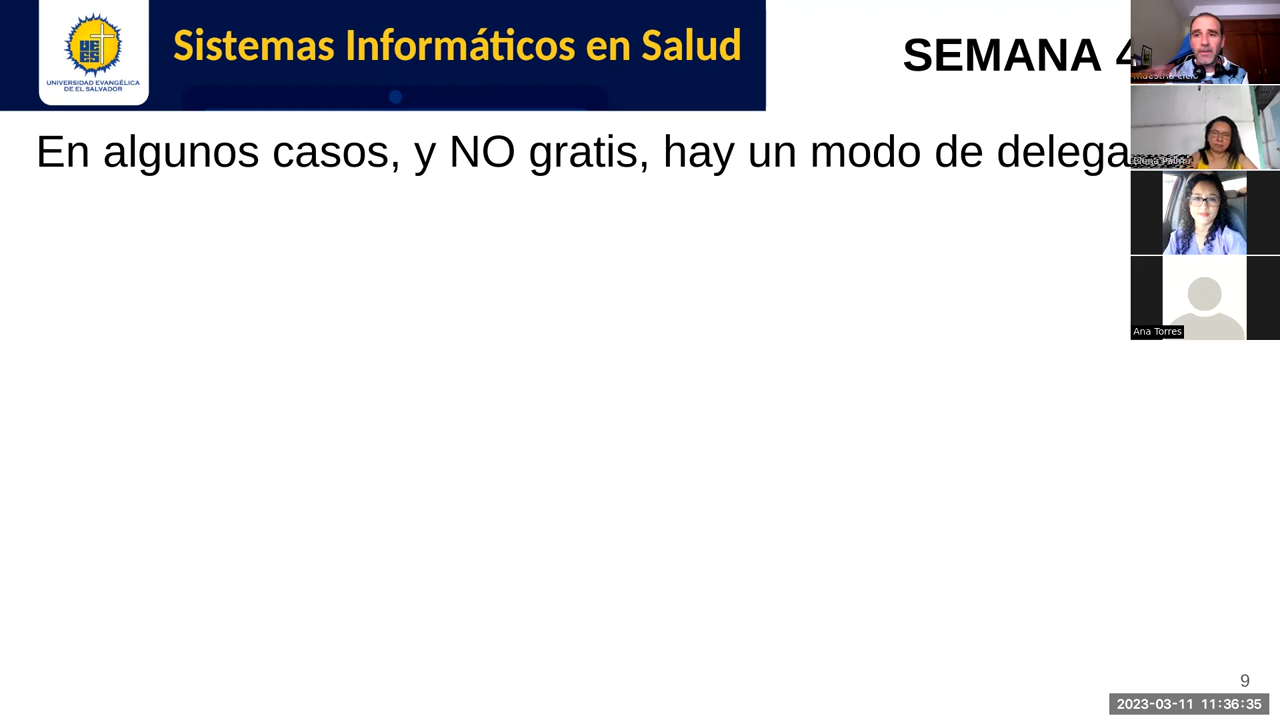 Sistemas Informáticos en Salud
UNIVERSIDAD EVANGÉLICA
DE EL SALVADOR
SEMANA 4
En algunos casos, y NO gratis, hay un modo de delega
Ana Torres
9
2023-03-11 11:36:35